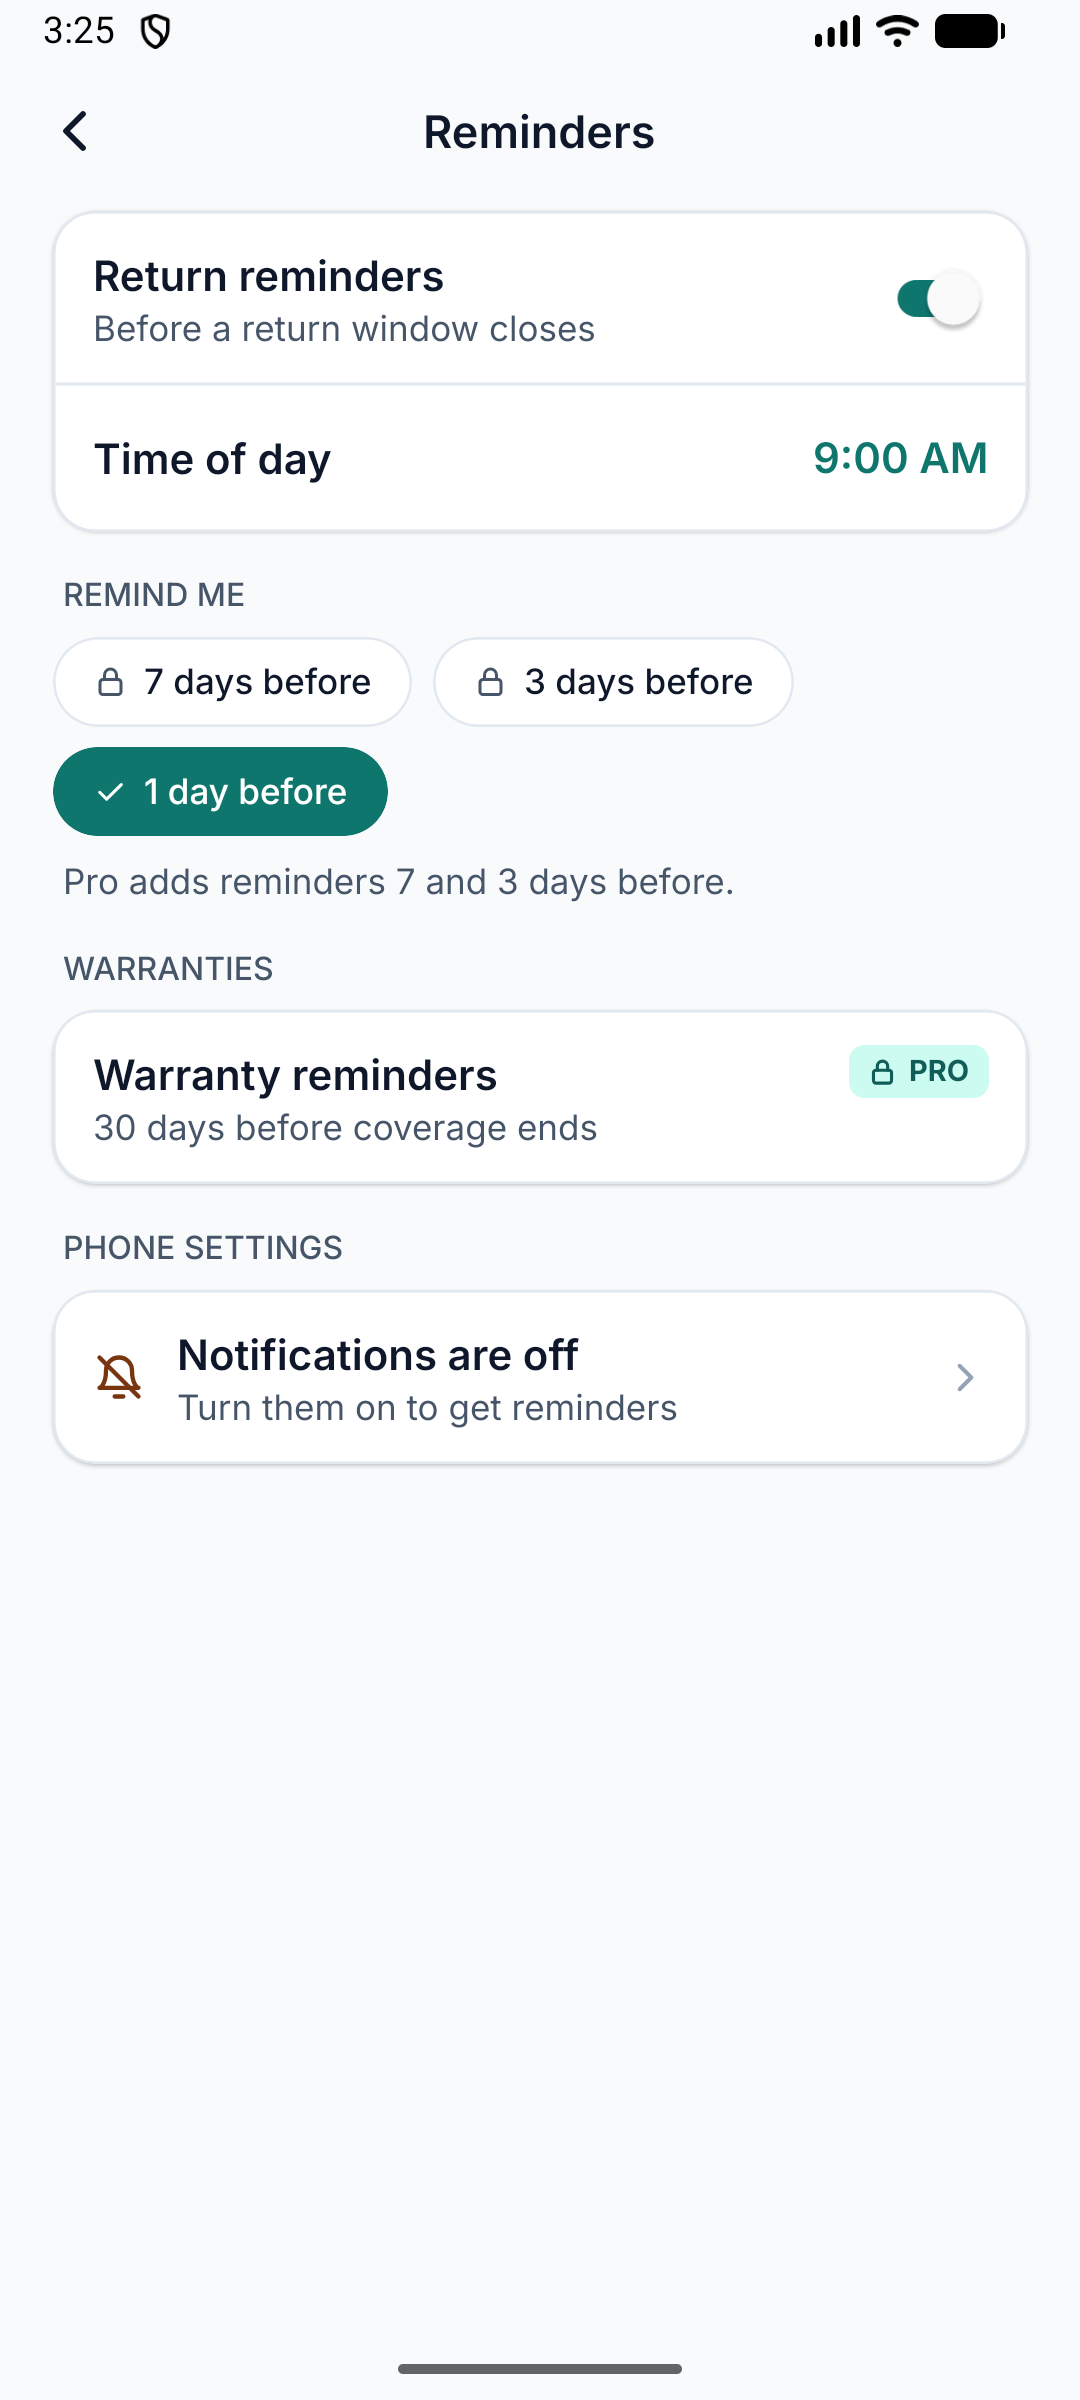 3:25
Reminders
Return reminders
Before a return window closes
Time of day
9:00 AM
REMIND ME
7 days before
3 days before
1 day before
Pro adds reminders 7 and 3 days before.
WARRANTIES
Warranty reminders
PRO
30 days before coverage ends
PHONE SETTINGS
Notifications are off
Turn them on to get reminders